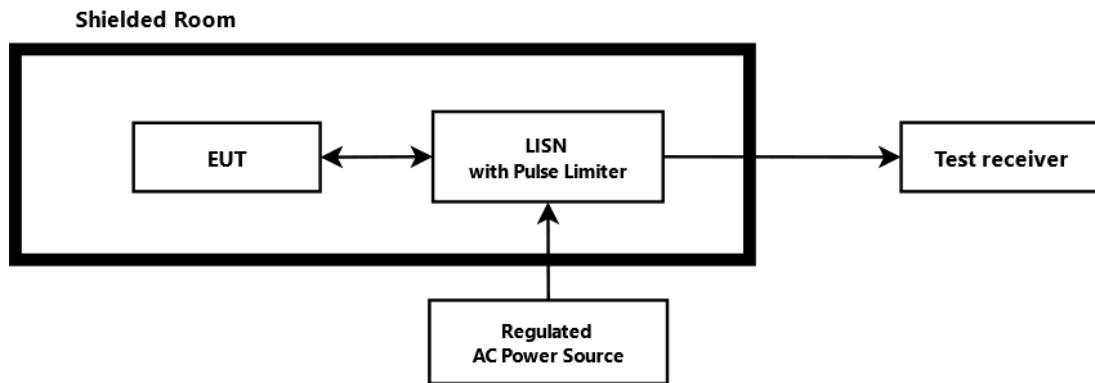 Shielded Room
EUT
LISN
with Pulse Limiter
Test receiver
Regulated
AC Power Source